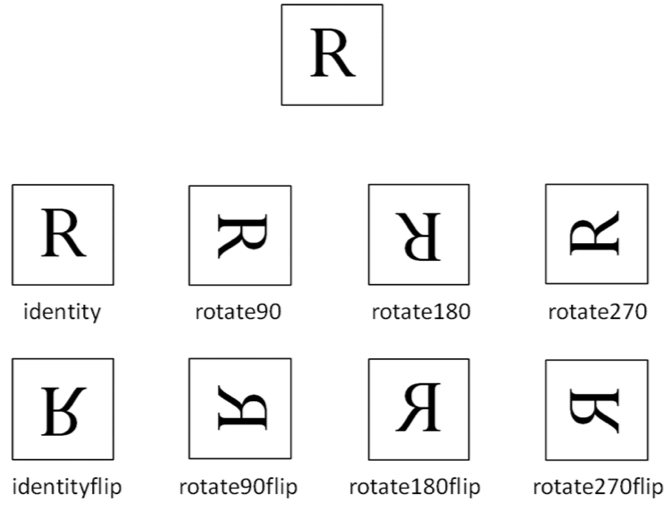 R
R R R R
identity rotate90 rotate180 rotate270
R R R R
identityflip rotate90flip rotate180flip rotate270flip